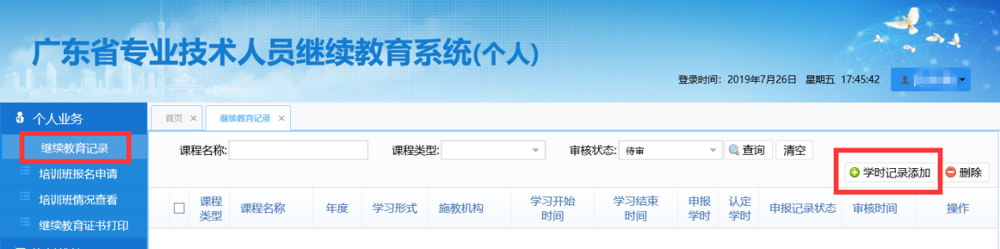 广东省专业技术人员继续教育系统(个人)
登录时间：2019年7月26日 星期五 17:45:42
个人业务
首页
继续教育记录
继续教育记录
课程名称:
课程类型:
审核状态: 待审
查询
清空
培训班报名申请
学时记录添加
删除
培训班情况查看
课程类型
课程名称
年度
学习形式
施教机构
学习开始时间
学习结束时间
申报学时
认定学时
申报记录状态
审核时间
操作
继续教育证书打印